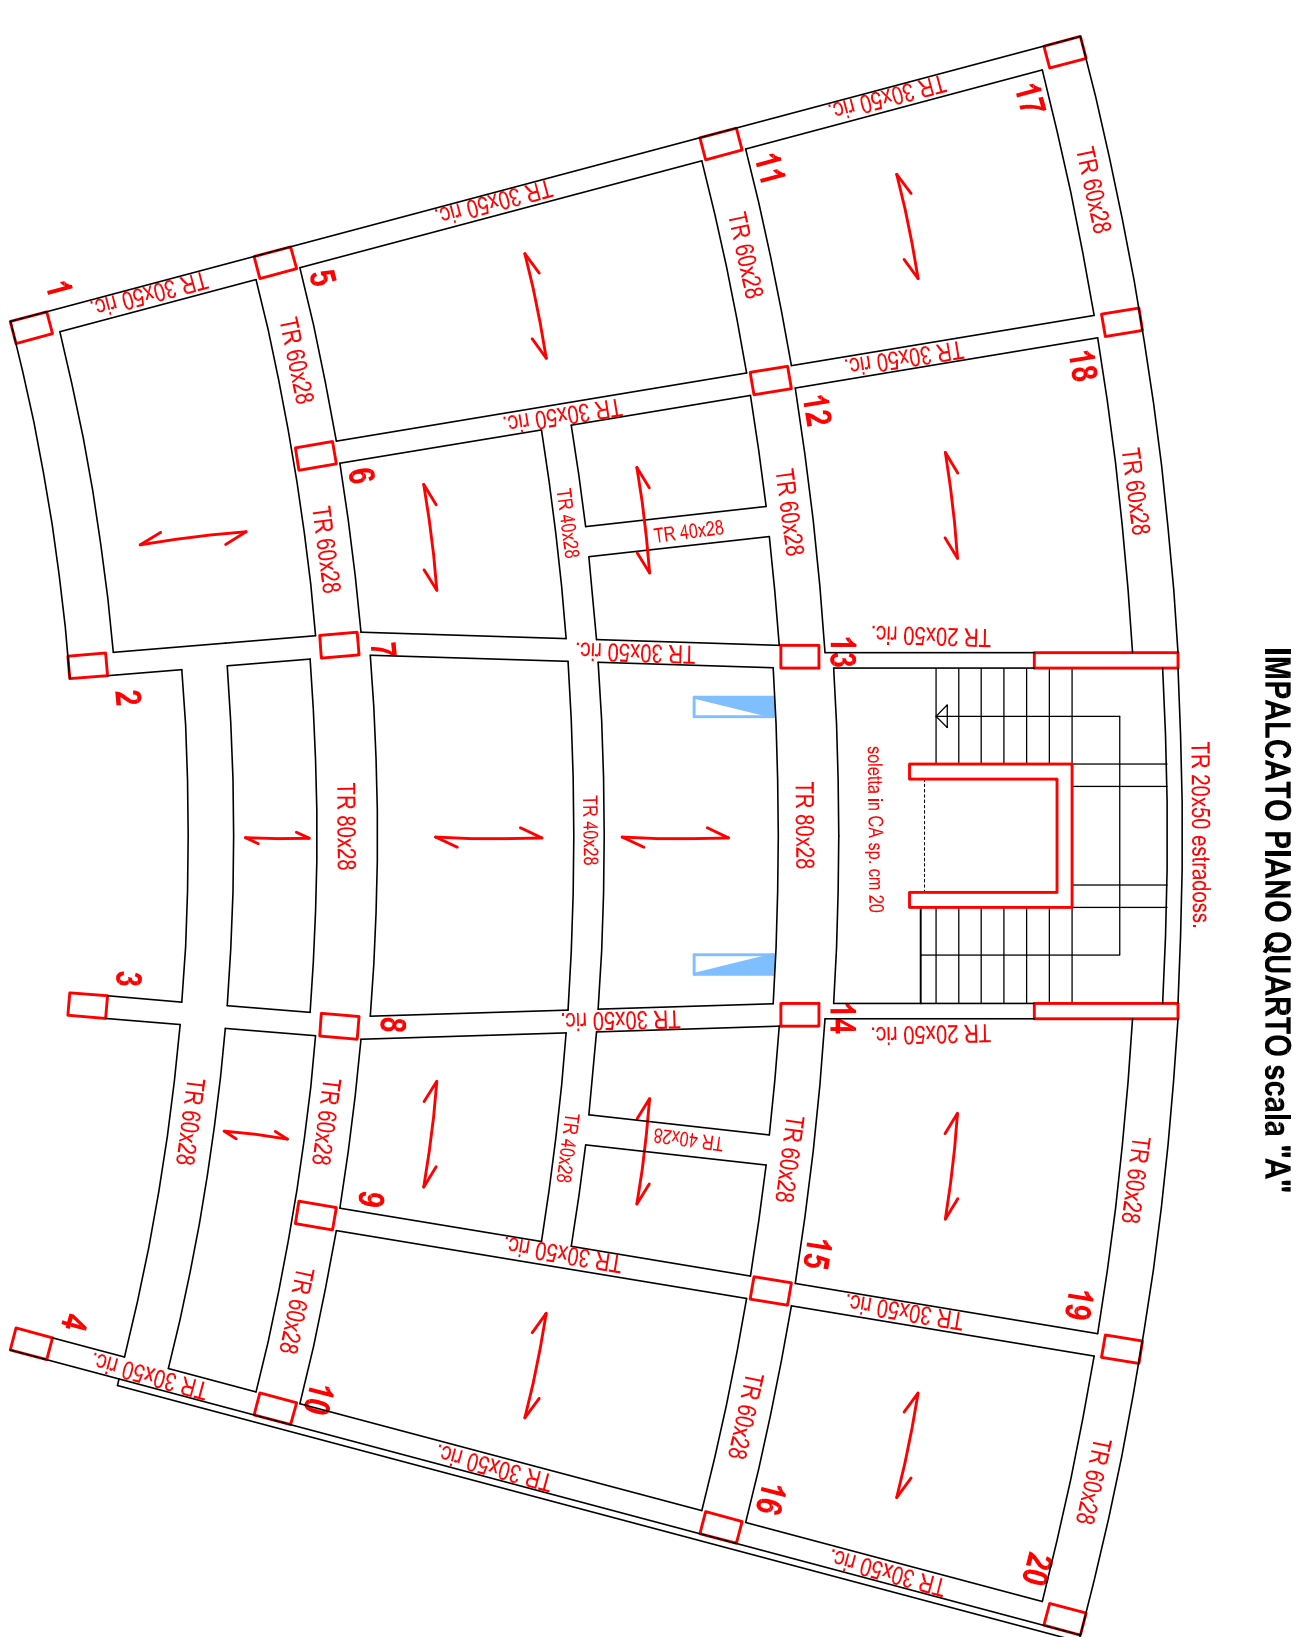 IMPALCATO PIANO QUARTO scala "A"
TR 20x50 estradoss.
17
TR 60x28
18
TR 60x28
TR 60x28
19
TR 60x28
20
TR 30x50 ric.
TR 30x50 ric.
TR 20x50 ric.
soletta in CA sp. cm 20
TR 20x50 ric.
TR 30x50 ric.
TR 30x50 ric.
11
TR 60x28
12
TR 60x28
13
TR 80x28
14
TR 60x28
15
TR 60x28
16
TR 30x50 ric.
TR 30x50 ric.
TR 40x28
TR 40x28
TR 30x50 ric.
TR 40x28
TR 30x50 ric.
TR 40x28
TR 40x28
TR 30x50 ric.
TR 30x50 ric.
5
TR 60x28
6
TR 60x28
7
TR 80x28
8
TR 60x28
9
TR 60x28
10
TR 30x50 ric.
TR 60x28
TR 30x50 ric.
1
2
3
4